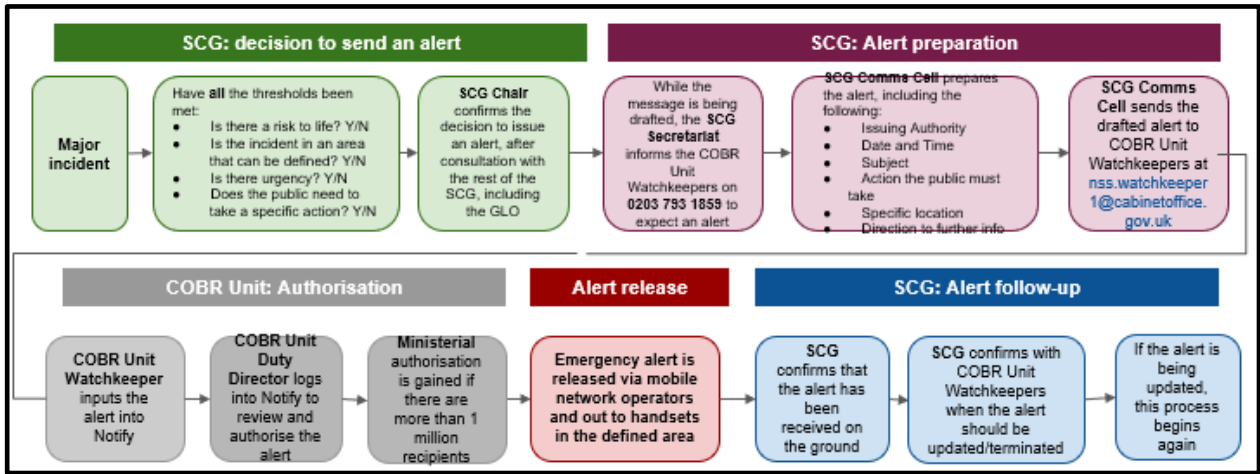 SCG: decision to send an alert
SCG: Alert preparation
Major
incident
Have all the thresholds been
met:
● Is there a risk to life? Y/N
● Is the incident in an area
that can be defined? Y/N
● Is there urgency? Y/N
● Does the public need to
take a specific action? Y/N
SCG Chair
confirms the
decision to issue
an alert, after
consultation with
the rest of the
SCG, including
the GLO
While the
message is being
drafted, the SCG
Secretariat
informs the COBR
Unit
Watchkeepers on
0203 793 1859 to
expect an alert
SCG Comms Cell prepares
the alert, including the
following:
● Issuing Authority
● Date and Time
● Subject
● Action the public must
take
● Specific location
● Direction to further info
SCG Comms
Cell sends the
drafted alert to
COBR Unit
Watchkeepers at
nss.watchkeeper
1@cabinetoffice.
gov.uk
COBR Unit: Authorisation
Alert release
SCG: Alert follow-up
COBR Unit
Watchkeeper
inputs the
alert into
Notify
COBR Unit
Duty
Director logs
into Notify to
review and
authorise the
alert
Ministerial
authorisation
is gained if
there are
more than 1
million
recipients
Emergency alert is
released via mobile
network operators
and out to handsets
in the defined area
SCG
confirms that
the alert has
been
received on
the ground
SCG confirms with
COBR Unit
Watchkeepers
when the alert
should be
updated/terminated
If the alert is
being
updated,
this process
begins
again